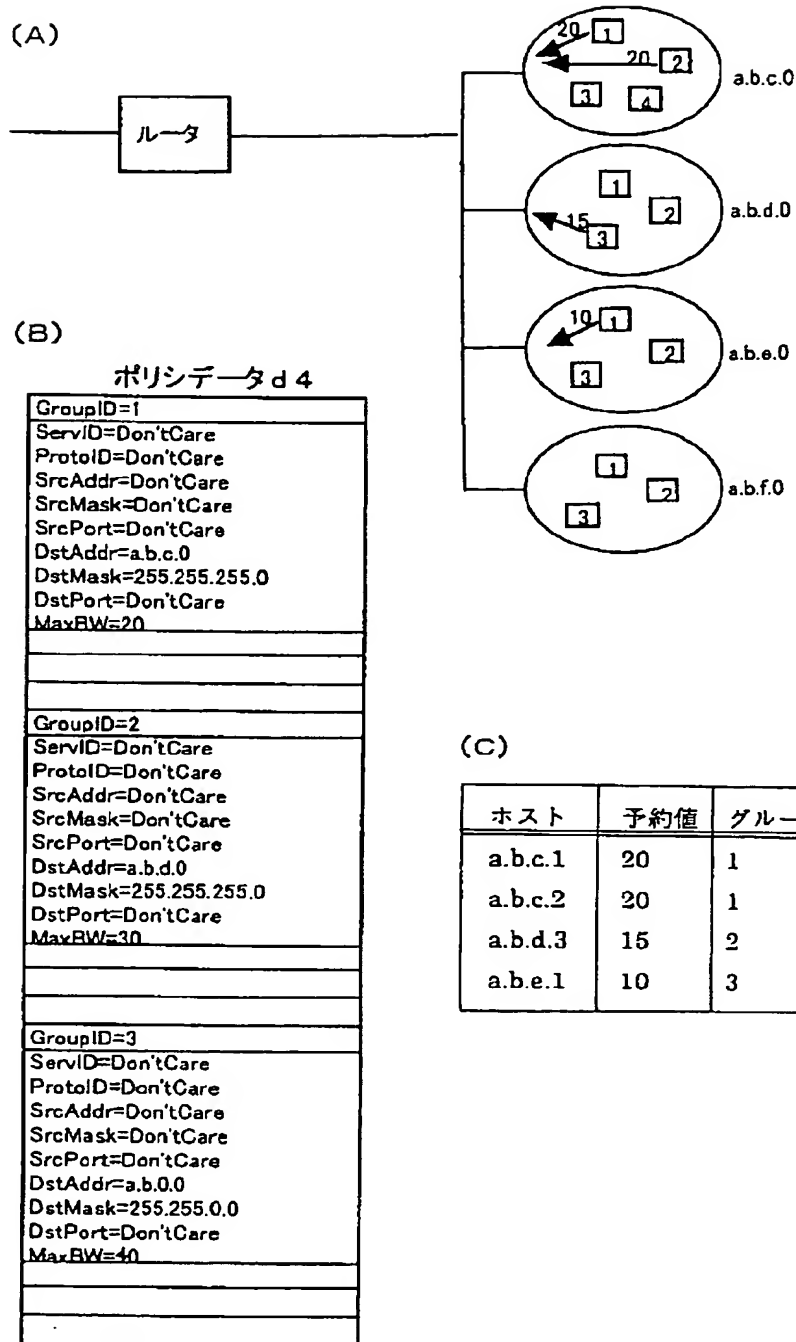 (A)
ルータ
20
1
20
2
3
4
a.b.c.0
1
2
15
3
a.b.d.0
10
1
2
3
a.b.e.0
1
2
3
a.b.f.0
(B)
ポリシデータd4
GroupID=1
ServID=Don'tCare
ProtoID=Don'tCare
SrcAddr=Don'tCare
SrcMask=Don'tCare
SrcPort=Don'tCare
DstAddr=a.b.c.0
DstMask=255.255.255.0
DstPort=Don'tCare
MaxBW=20
GroupID=2
ServID=Don'tCare
ProtoID=Don'tCare
SrcAddr=Don'tCare
SrcMask=Don'tCare
SrcPort=Don'tCare
DstAddr=a.b.d.0
DstMask=255.255.255.0
DstPort=Don'tCare
MaxBW=30
GroupID=3
ServID=Don'tCare
ProtoID=Don'tCare
SrcAddr=Don'tCare
SrcMask=Don'tCare
SrcPort=Don'tCare
DstAddr=a.b.0.0
DstMask=255.255.0.0
DstPort=Don'tCare
MaxBW=40
(C)
ホスト 予約値 グルー
a.b.c.1 20 1
a.b.c.2 20 1
a.b.d.3 15 2
a.b.e.1 10 3